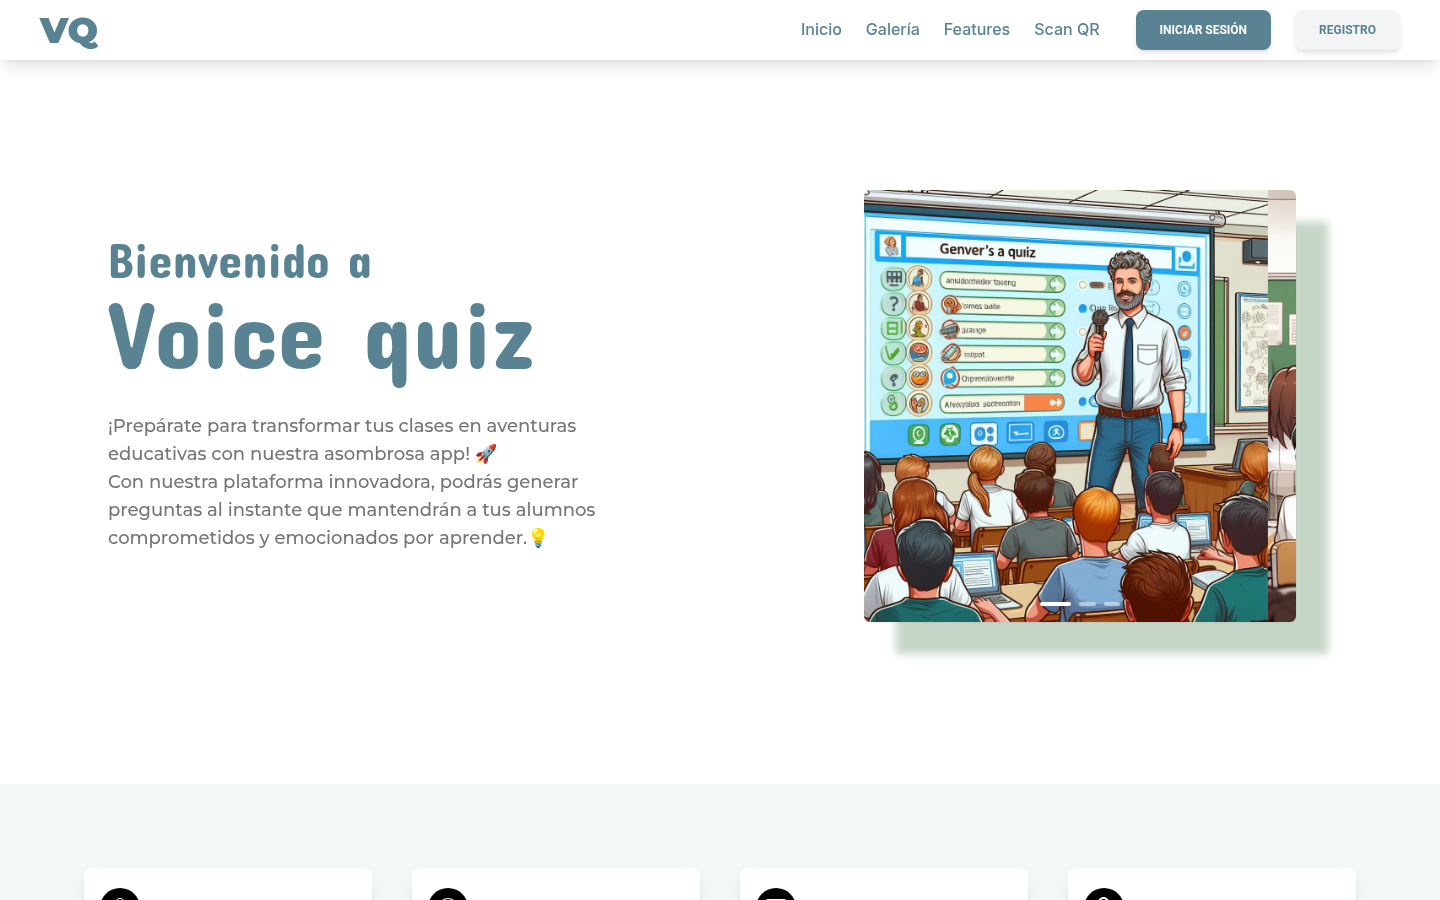 VQ
Inicio
Galería
Features
Scan QR
INICIAR SESIÓN
REGISTRO
Bienvenido a
Voice quiz
¡Prepárate para transformar tus clases en aventuras
educativas con nuestra asombrosa app! 🚀
Con nuestra plataforma innovadora, podrás generar
preguntas al instante que mantendrán a tus alumnos
comprometidos y emocionados por aprender.💡
Genver's a quiiz